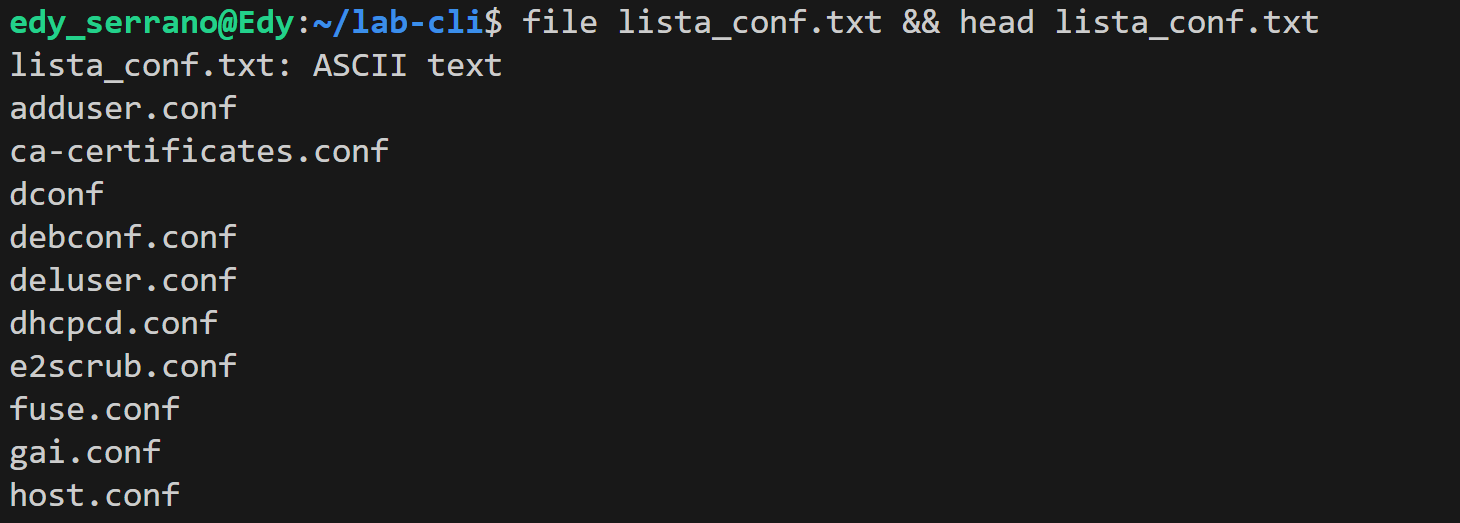 edy_serrano@Edy:~/lab-cli$ file lista_conf.txt && head lista_conf.txt
lista_conf.txt: ASCII text
adduser.conf
ca-certificates.conf
dconf
debconf.conf
deluser.conf
dhcpcd.conf
e2scrub.conf
fuse.conf
gai.conf
host.conf